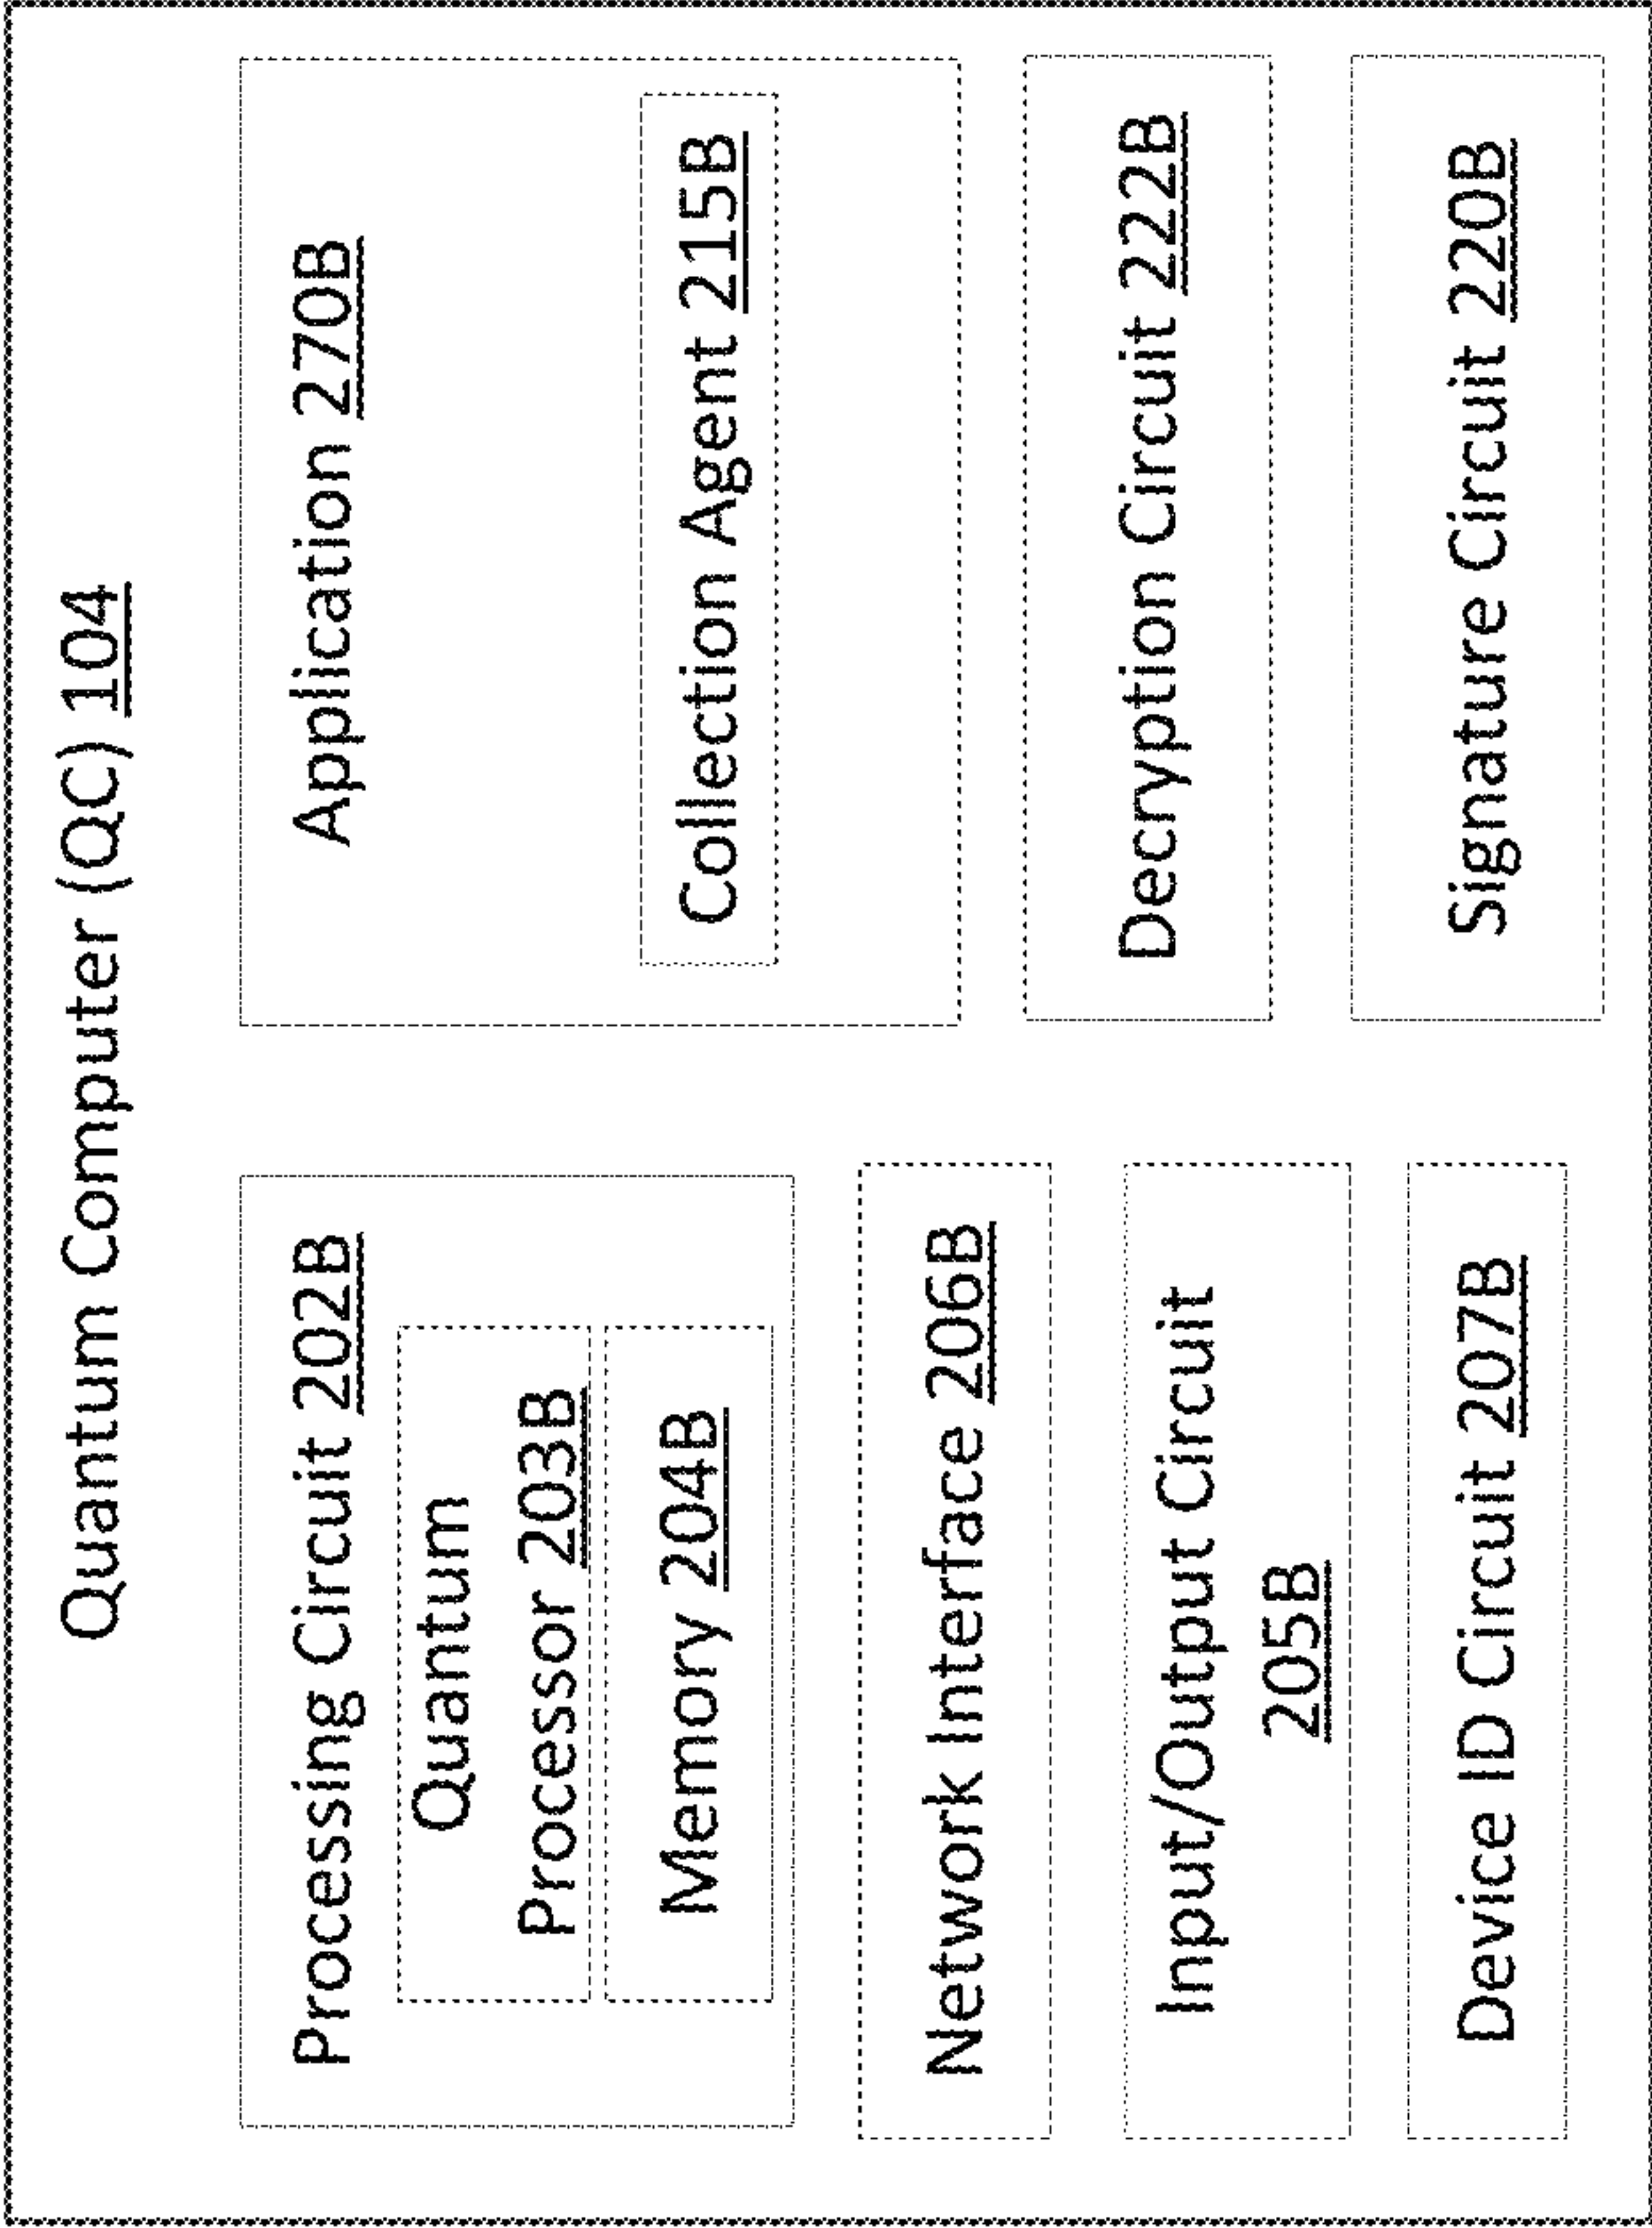 Quantum Computer (QC) 104
Processing Circuit 202B
Quantum
Processor 203B
Memory 204B
Network Interface 206B
Input/Output Circuit
205B
Device ID Circuit 207B
Application 270B
Collection Agent 215B
Decryption Circuit 222B
Signature Circuit 220B